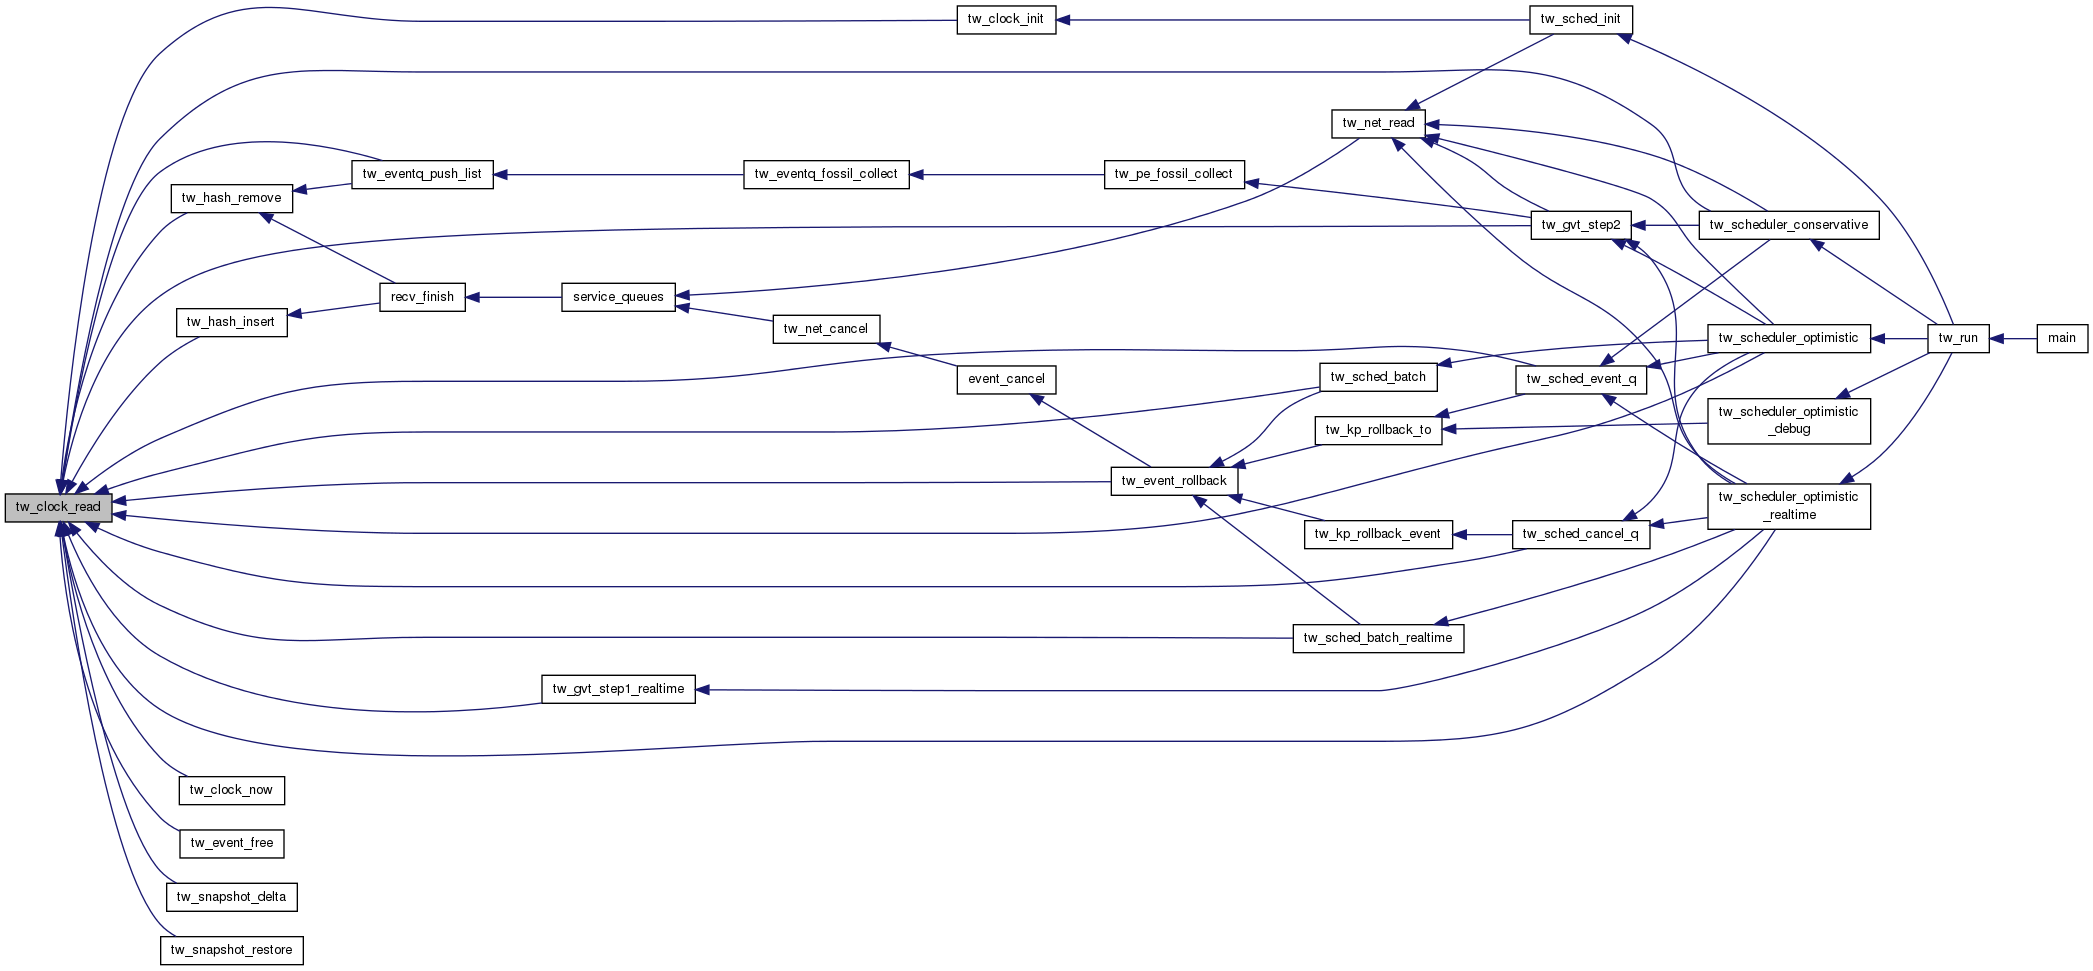 tw_clock_init
tw_sched_init
tw_net_read
tw_eventq_push_list
tw_eventq_fossil_collect
tw_pe_fossil_collect
tw_hash_remove
tw_gvt_step2
tw_scheduler_conservative
recv_finish
service_queues
tw_hash_insert
tw_net_cancel
tw_scheduler_optimistic
tw_run
main
event_cancel
tw_sched_batch
tw_sched_event_q
tw_kp_rollback_to
tw_scheduler_optimistic
_debug
tw_event_rollback
tw_clock_read
tw_scheduler_optimistic
_realtime
tw_kp_rollback_event
tw_sched_cancel_q
tw_sched_batch_realtime
tw_gvt_step1_realtime
tw_clock_now
tw_event_free
tw_snapshot_delta
tw_snapshot_restore